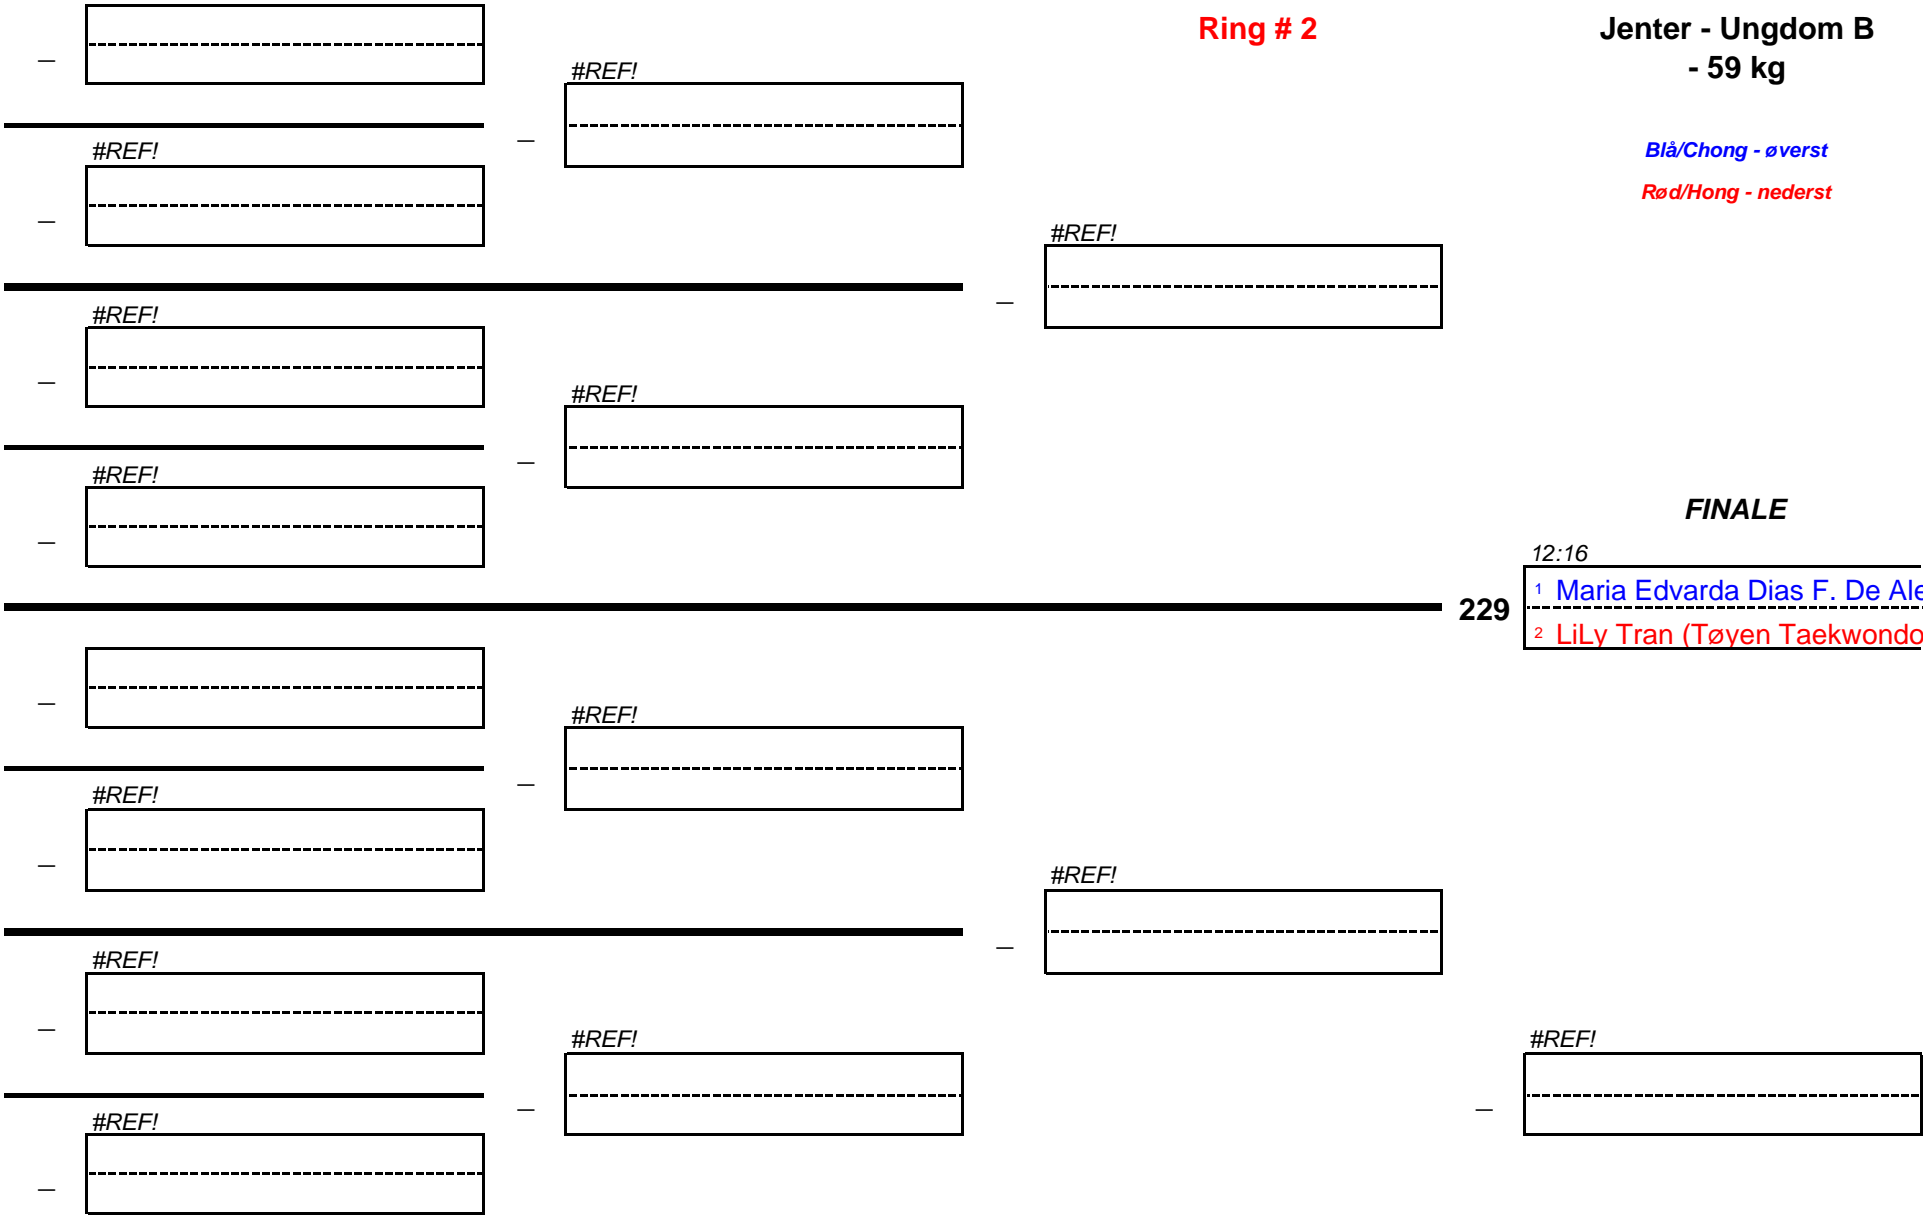 Ring # 2
Jenter - Ungdom B
- 59 kg
#REF!
#REF!
Blå/Chong - øverst
Rød/Hong - nederst
#REF!
#REF!
#REF!
#REF!
FINALE
12:16
229
1 Maria Edvarda Dias F. De Ale
2 LiLy Tran (Tøyen Taekwondo
#REF!
#REF!
#REF!
#REF!
#REF!
#REF!
#REF!